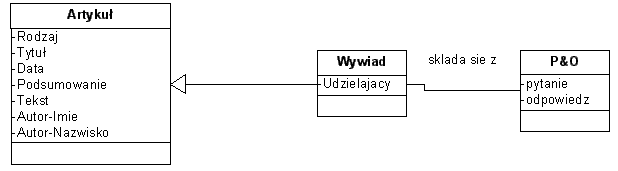 Artykuł
-Rodzaj
-Tytuł
-Data
-Podsumowanie
-Tekst
-Autor-Imie
-Autor-Nazwisko
Wywiad
-Udzielajacy
sklada sie z
P&O
-pytanie
-odpowiedz